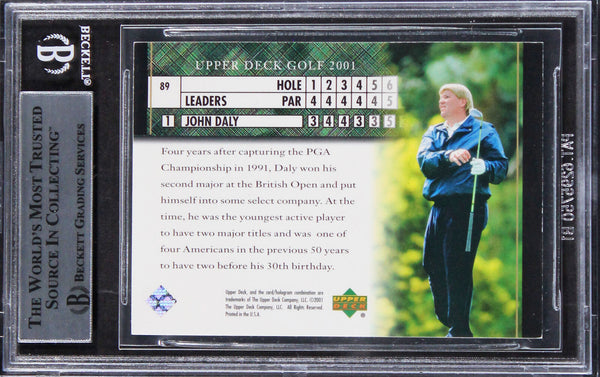 BECKETT
B
THE WORLD'S MOST TRUSTED
SOURCE IN COLLECTING™
B BECKETT GRADING SERVICES
UPPER DECK GOLF 2001
89 HOLE 1 2 3 4 5 6
LEADERS PAR 4 4 4 4 4 5
1 JOHN DALY 3 4 4 3 3 5
Four years after capturing the PGA
Championship in 1991, Daly won his
second major at the British Open and put
himself into some select company. At
the time, he was the youngest active player
to have two major titles and was one of
four Americans in the previous 50 years
to have two before his 30th birthday.
Upper Deck, and the card/hologram combination are
trademarks of The Upper Deck Company, LLC. ©2001
The Upper Deck Company, LLC. All Rights Reserved.
Printed in the U.S.A.
UPPER
DECK